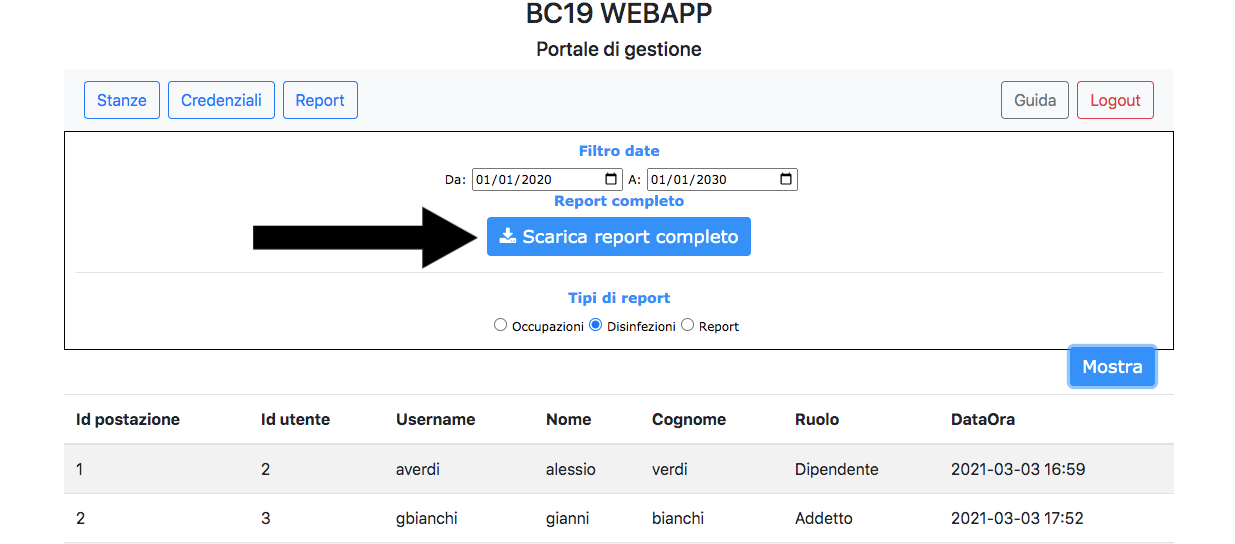 BC19 WEBAPP
Portale di gestione
Stanze Credenziali Report Guida Logout
Filtro date
Da: 01/01/2020 A: 01/01/2030
Report completo
Scarica report completo
Tipi di report
Occupazioni Disinfezioni Report
Mostra
Id postazione Id utente Username Nome Cognome Ruolo DataOra
1 2 averdi alessio verdi Dipendente 2021-03-03 16:59
2 3 gbianchi gianni bianchi Addetto 2021-03-03 17:52